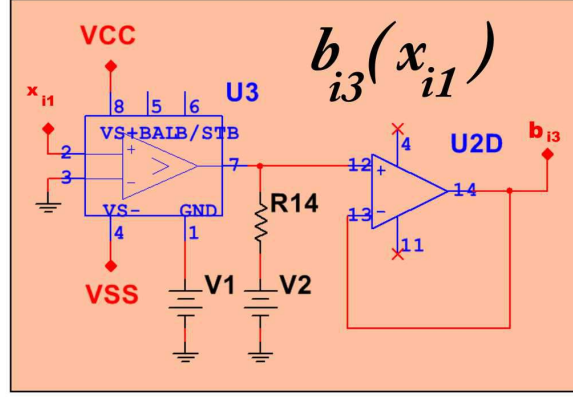 b i3 ( x i1 )
VCC
x i1
U3
8 5 6
VS+BALB/STB
2 + 7
3 -
VS- GND
4 1
VSS
R14
V1 V2
12 + 4 U2D
13 - 14
11
b i3